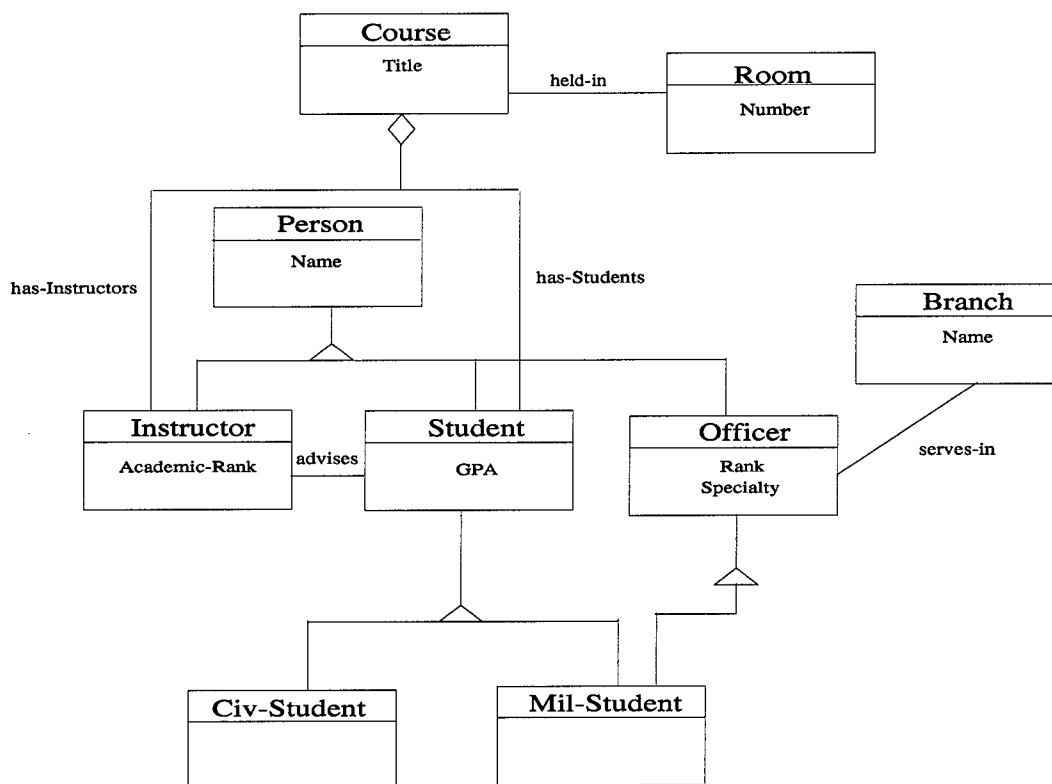 Course
Title
held-in
Room
Number
Person
Name
has-Instructors
has-Students
Branch
Name
Instructor
Academic-Rank
advises
Student
GPA
Officer
Rank
Specialty
serves-in
Civ-Student
Mil-Student